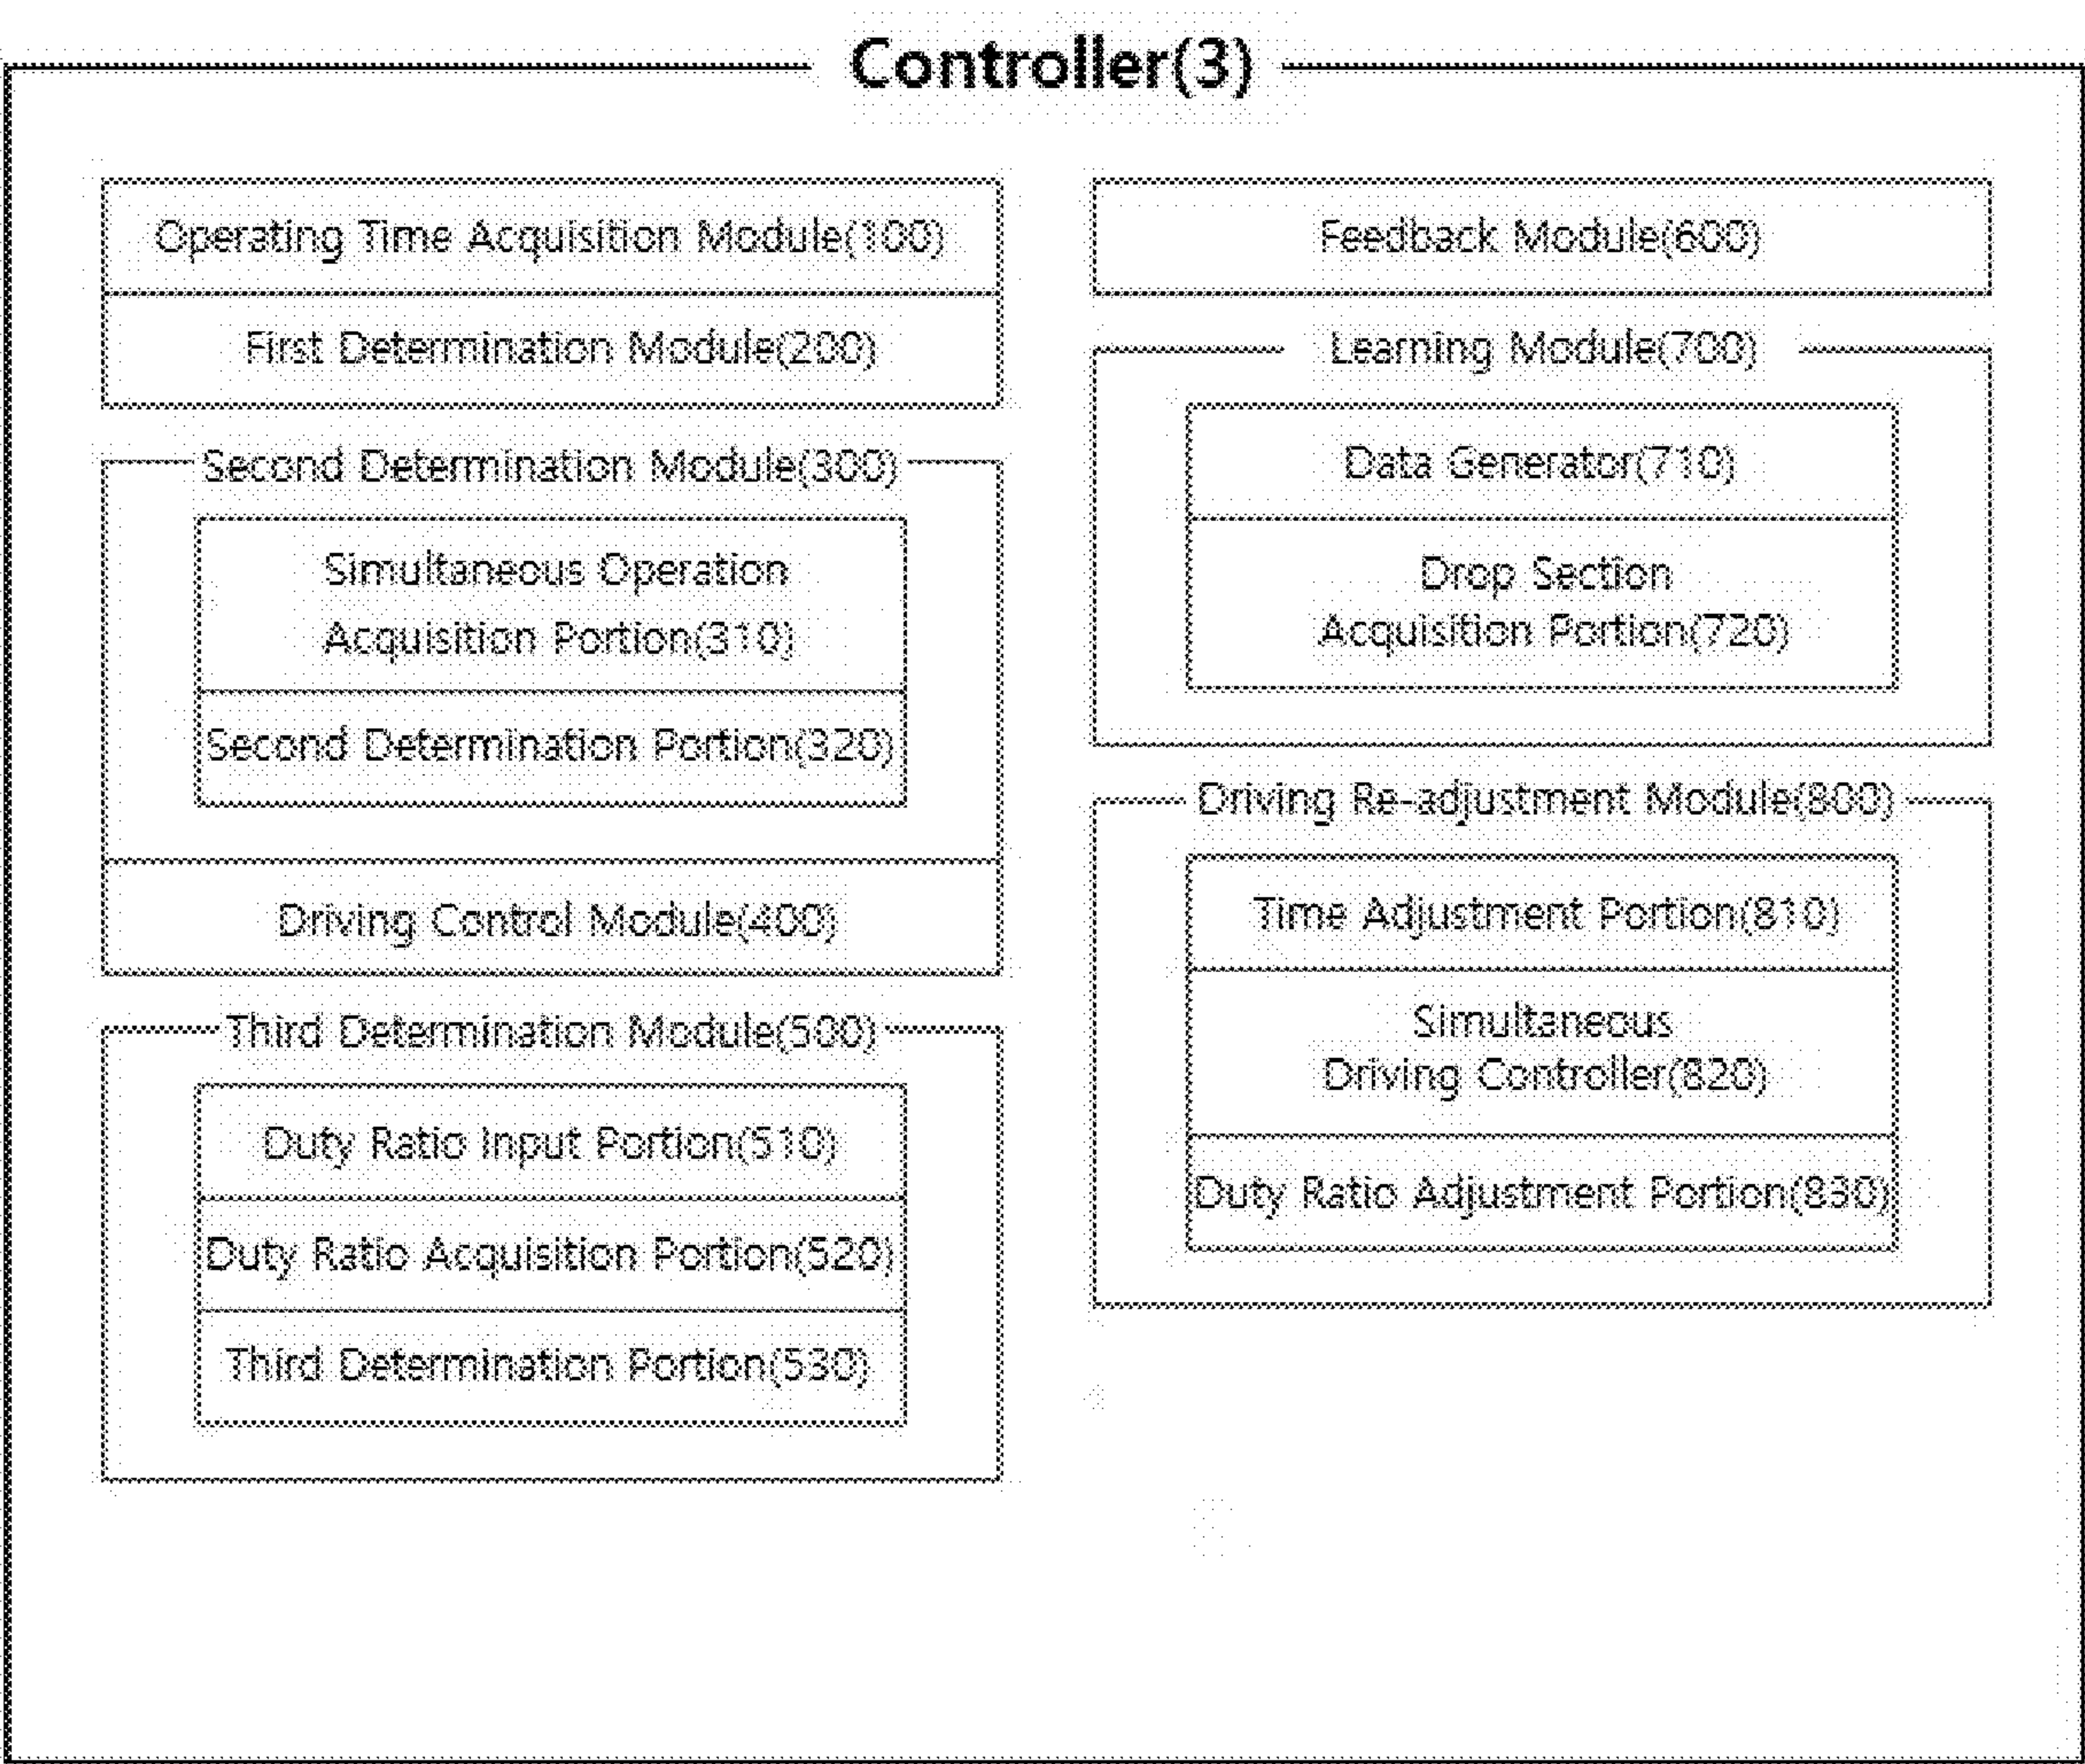 Controller(3)
Operating Time Acquisition Module(100)
First Determination Module(200)
Second Determination Module(300)
Simultaneous Operation
Acquisition Portion(310)
Second Determination Portion(320)
Driving Control Module(400)
Third Determination Module(500)
Duty Ratio Input Portion(510)
Duty Ratio Acquisition Portion(520)
Third Determination Portion(530)
Feedback Module(600)
Learning Module(700)
Data Generator(710)
Drop Section
Acquisition Portion(720)
Driving Re-adjustment Module(800)
Time Adjustment Portion(810)
Simultaneous
Driving Controller(820)
Duty Ratio Adjustment Portion(830)